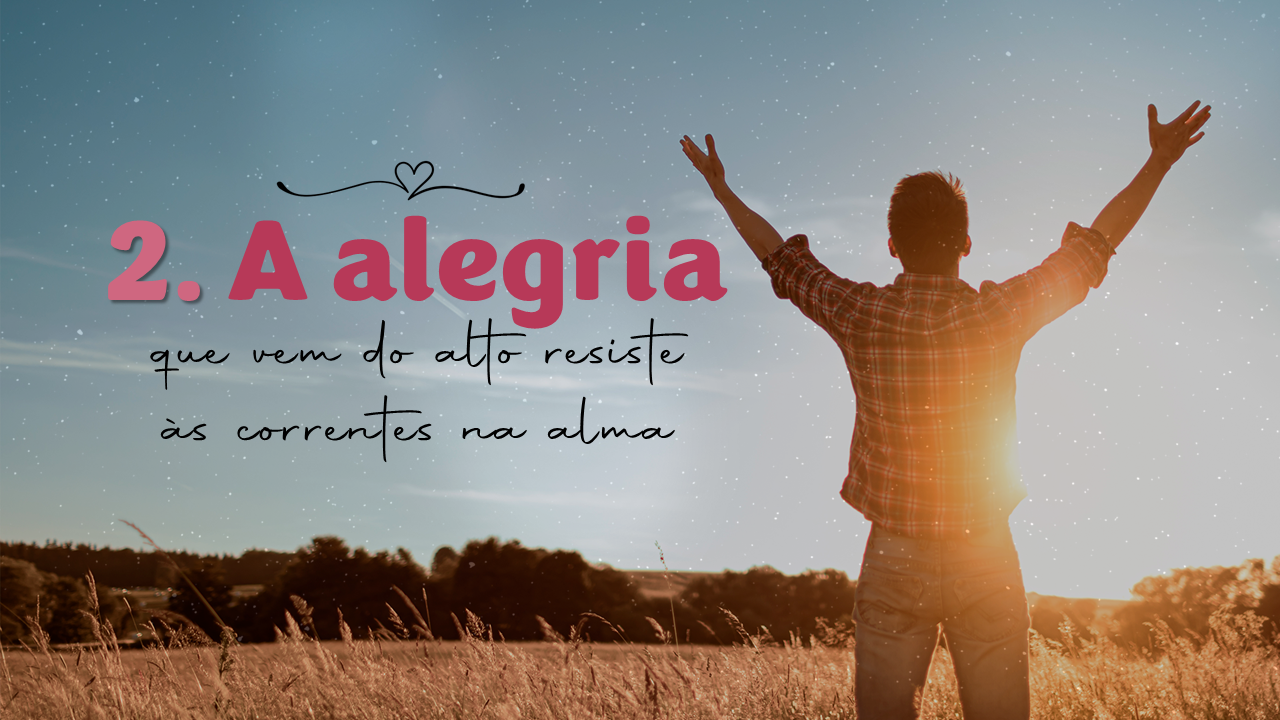 2. A alegria
que vem do alto resiste
às correntes na alma